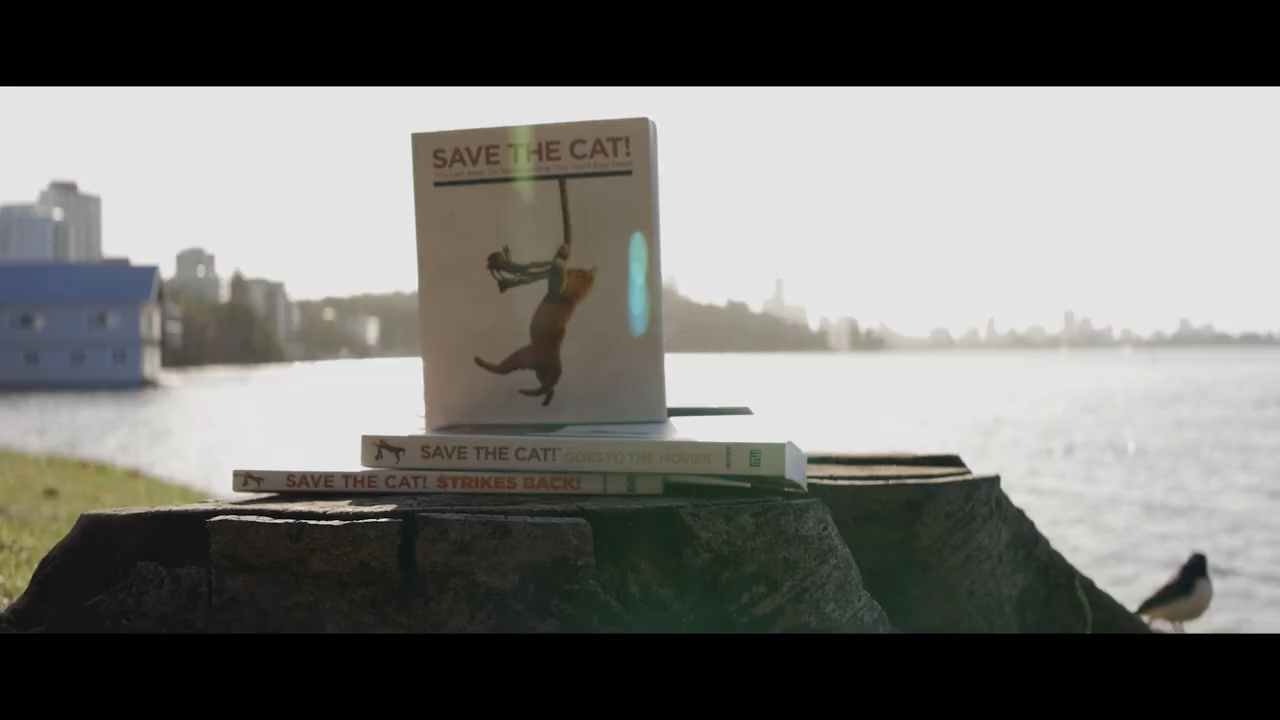 SAVE THE CAT!
SAVE THE CAT! GOES TO THE MOVIES
SAVE THE CAT! STRIKES BACK!